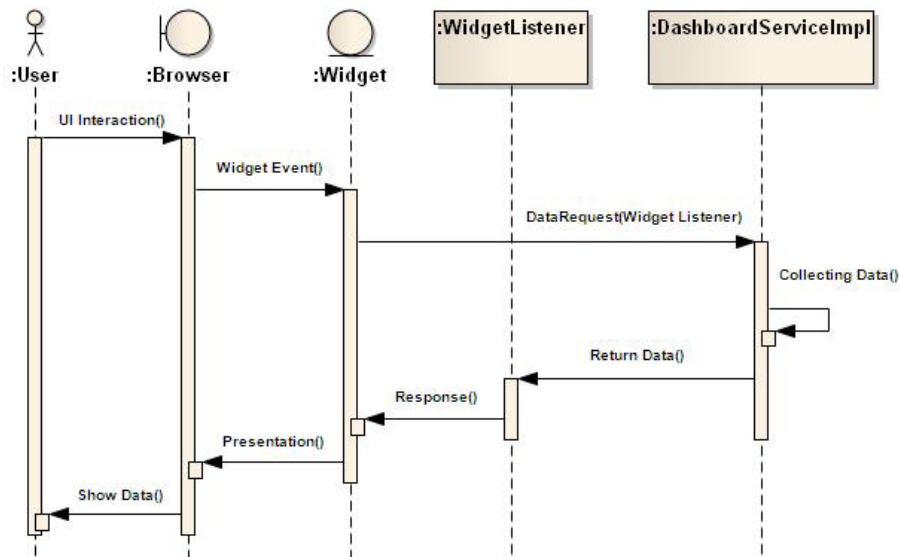 :User
:Browser
:Widget
:WidgetListener
:DashboardServiceImpl
UI Interaction()
Widget Event()
DataRequest(Widget Listener)
Collecting Data()
Return Data()
Response()
Presentation()
Show Data()